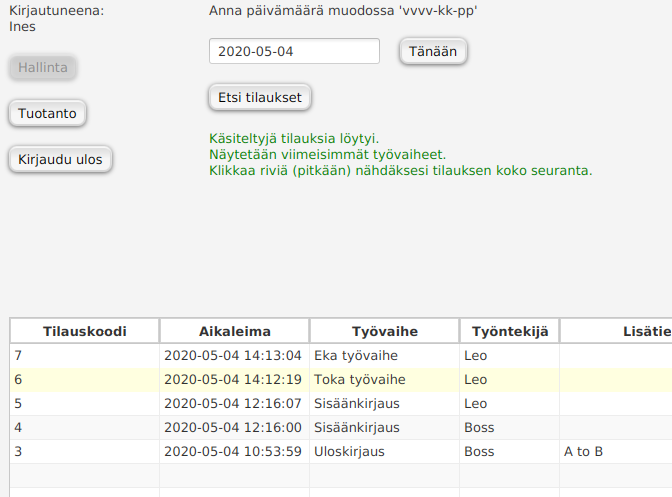 Kirjautuneena:
Ines
Hallinta
Tuotanto
Kirjaudu ulos
Anna päivämäärä muodossa 'vvvv-kk-pp'
2020-05-04 Tänään
Etsi tilaukset
Käsiteltyjä tilauksia löytyi.
Näytetään viimeisimmät työvaiheet.
Klikkaa riviä (pitkään) nähdäksesi tilauksen koko seuranta.
Tilauskoodi Aikaleima Työvaihe Työntekijä Lisätie
7 2020-05-04 14:13:04 Eka työvaihe Leo
6 2020-05-04 14:12:19 Toka työvaihe Leo
5 2020-05-04 12:16:07 Sisäänkirjaus Leo
4 2020-05-04 12:16:00 Sisäänkirjaus Boss
3 2020-05-04 10:53:59 Uloskirjaus Boss A to B